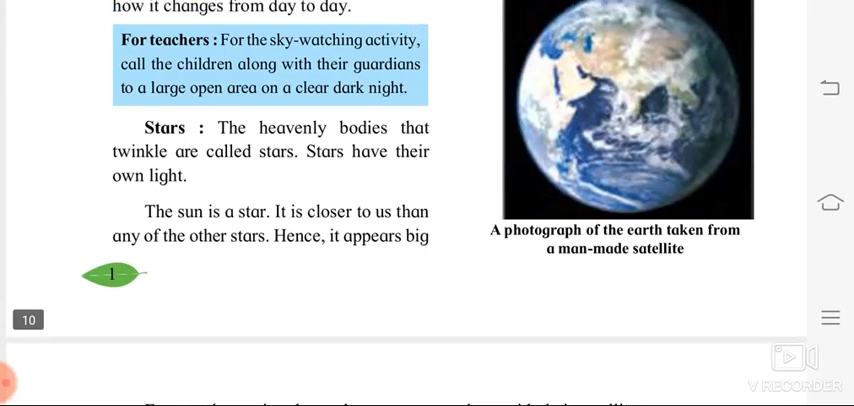 how it changes from day to day.
For teachers : For the sky-watching activity,
call the children along with their guardians
to a large open area on a clear dark night.
Stars : The heavenly bodies that
twinkle are called stars. Stars have their
own light.
The sun is a star. It is closer to us than
any of the other stars. Hence, it appears big
1
A photograph of the earth taken from
a man-made satellite
10
V RECORDER